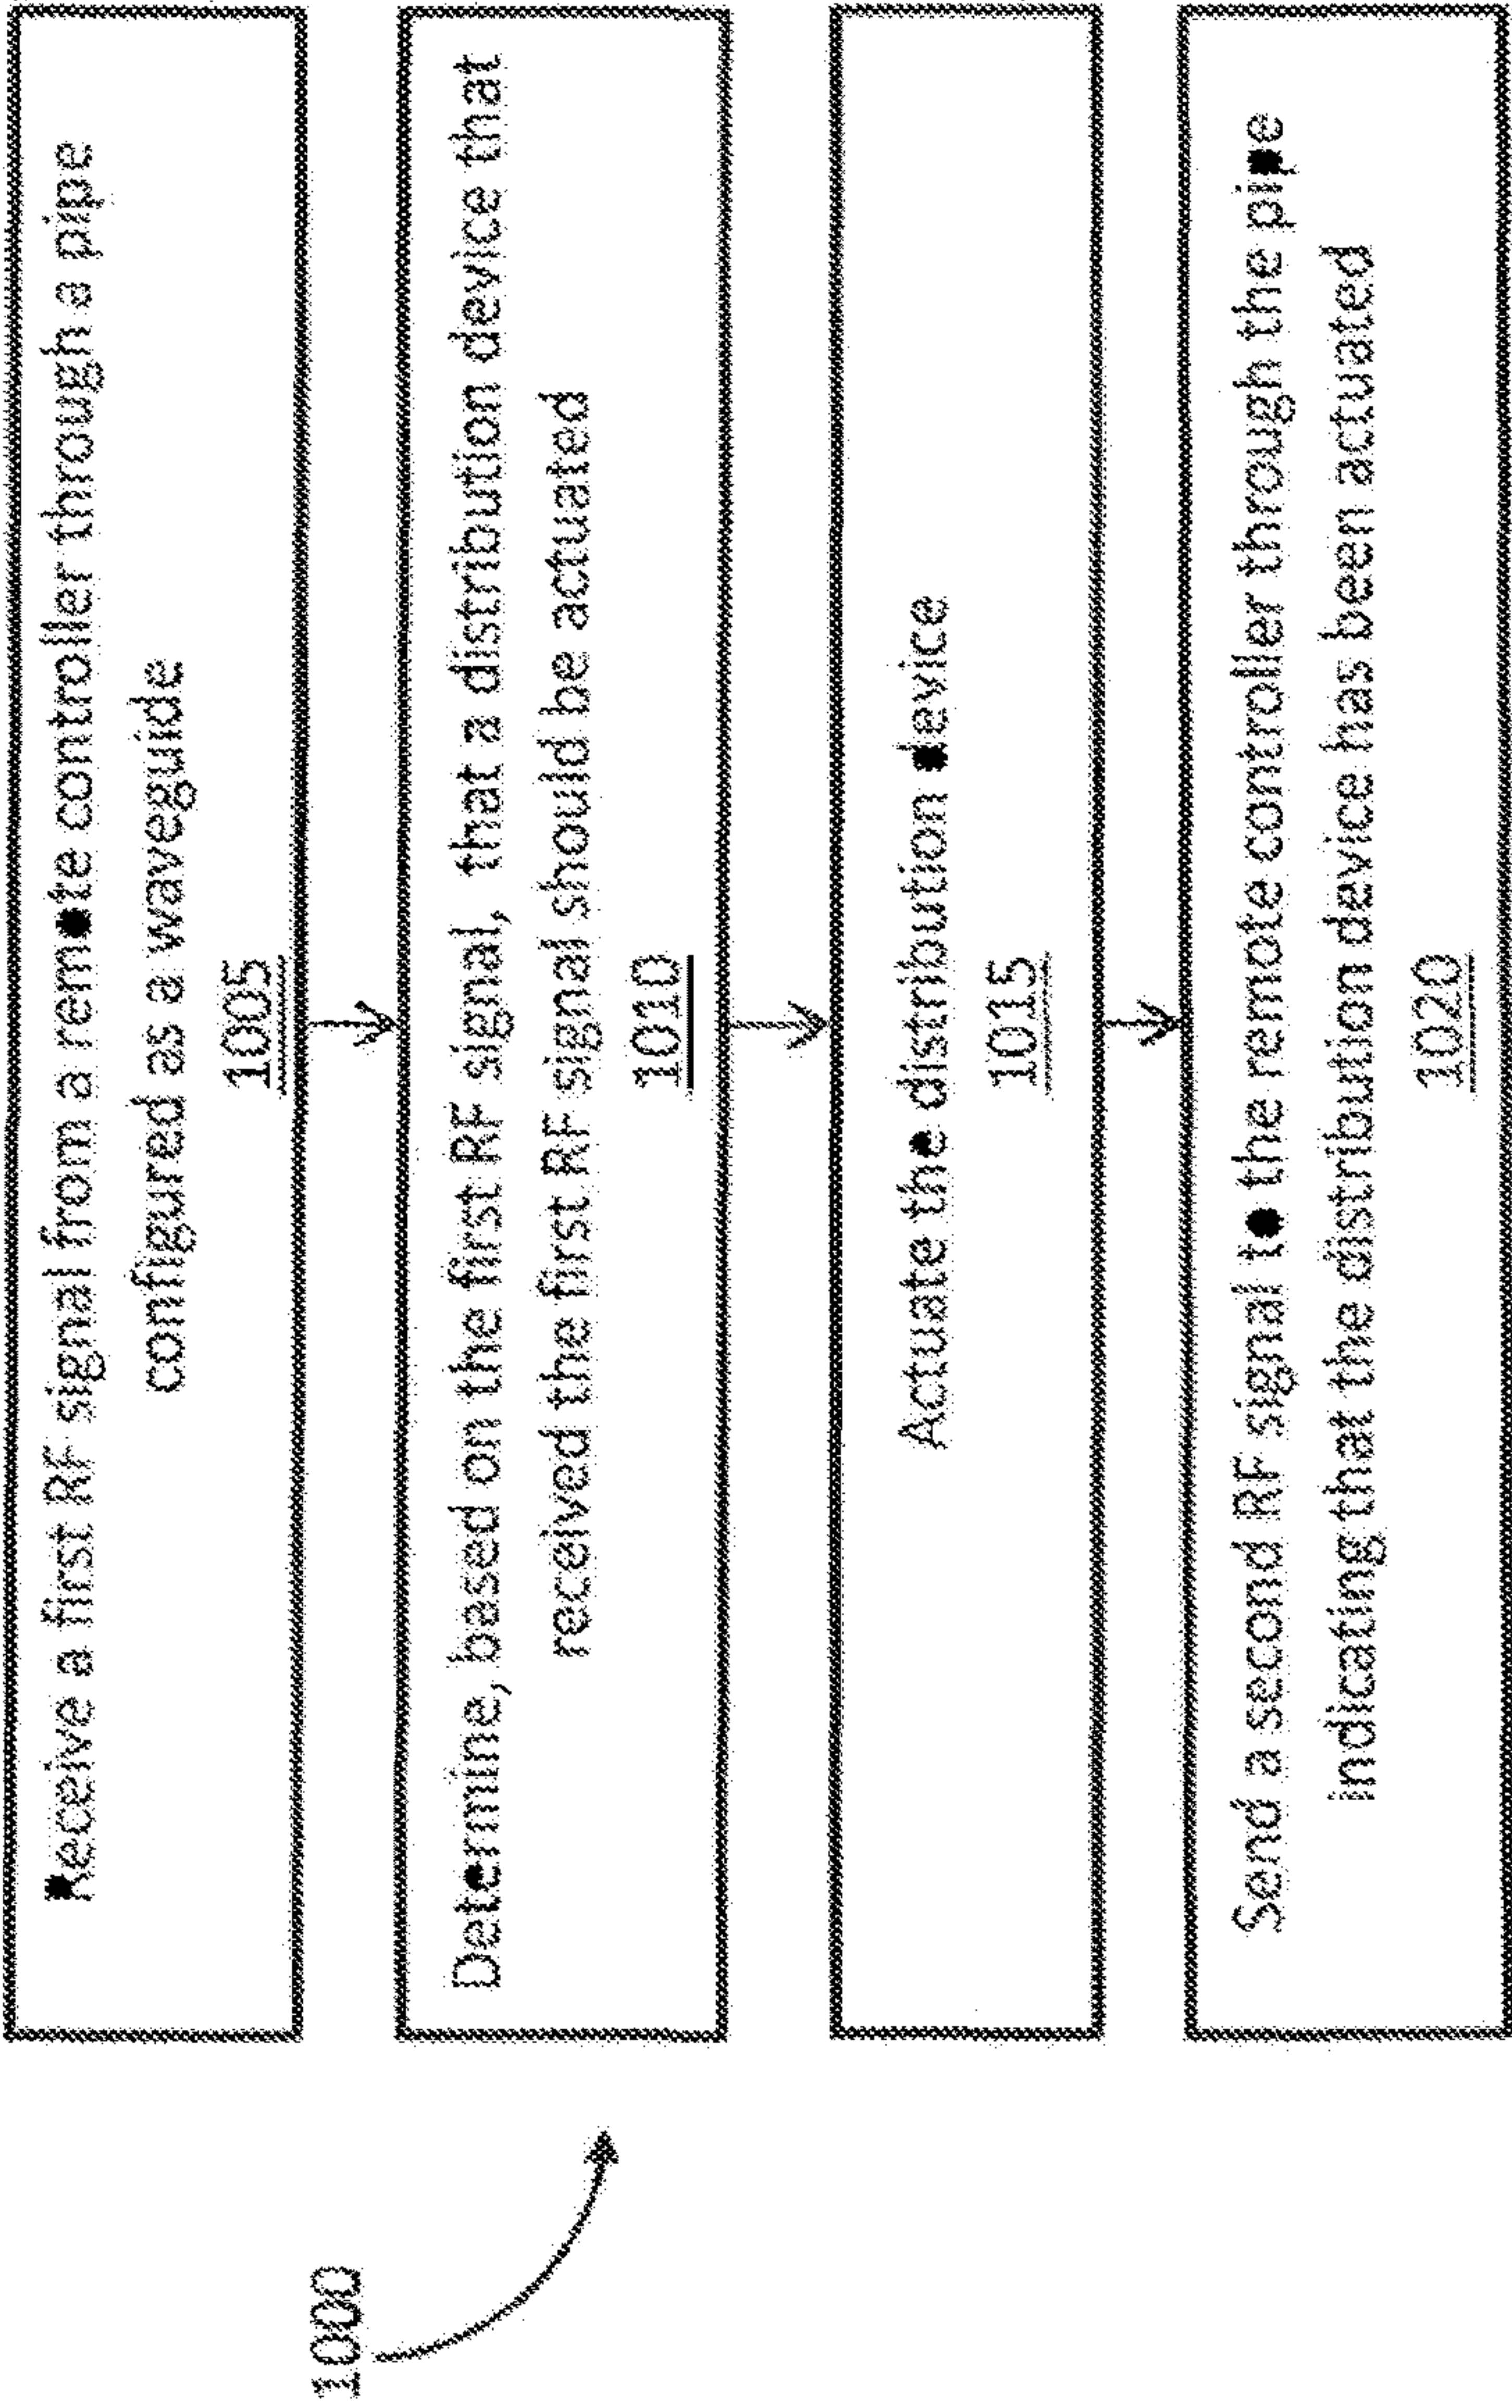 Receive a first RF signal from a remote controller through a pipe
configured as a waveguide
1005
Determine, based on the first RF signal, that a distribution device that
received the first RF signal should be actuated
1010
Actuate the distribution device
1015
Send a second RF signal to the remote controller through the pipe
indicating that the distribution device has been actuated
1020
1000